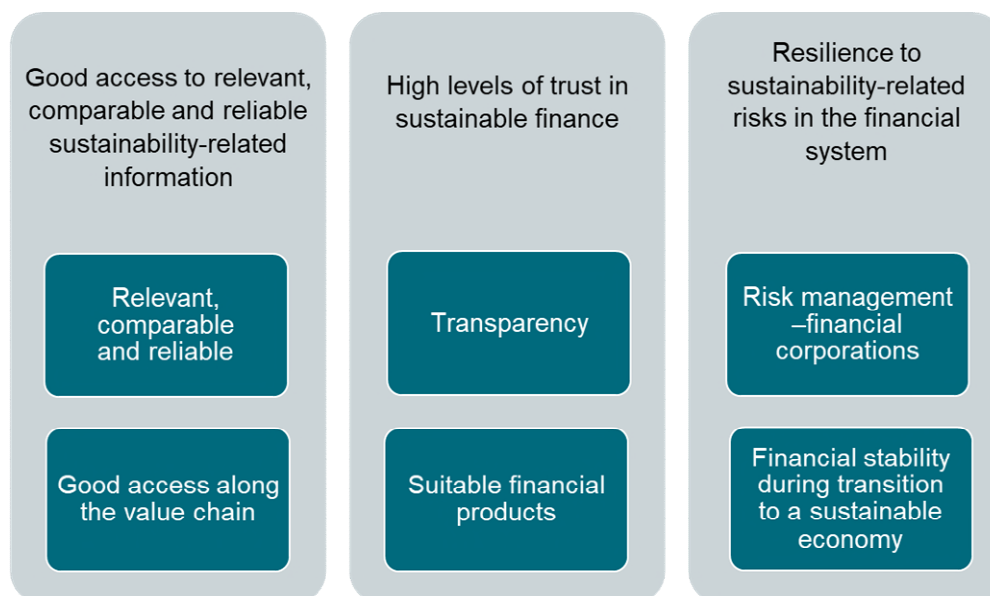 Good access to relevant,
comparable and reliable
sustainability-related
information
Relevant,
comparable
and reliable
Good access along
the value chain
High levels of trust in
sustainable finance
Transparency
Suitable financial
products
Resilience to
sustainability-related
risks in the financial
system
Risk management
–financial
corporations
Financial stability
during transition
to a sustainable
economy